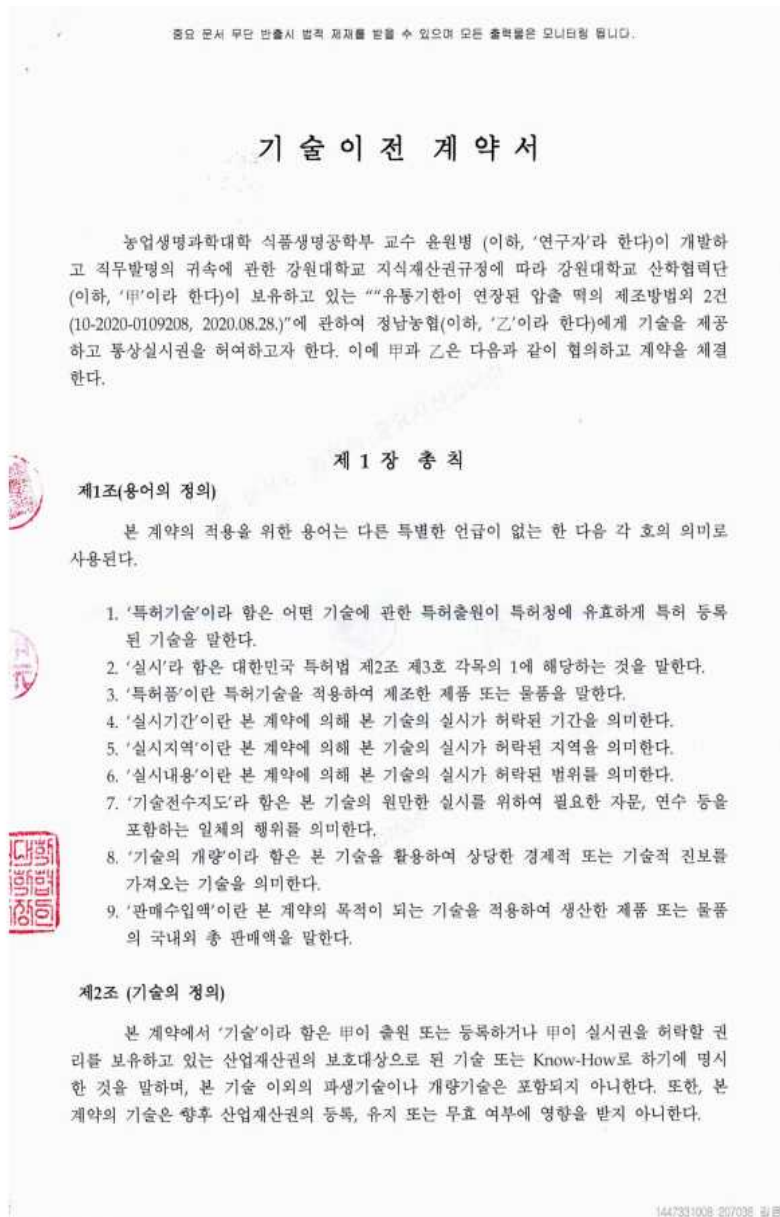 중요 문서 무단 반출시 법적 제재를 받을 수 있으며 모든 출력물은 모니터링 됩니다.
기 술 이 전 계 약 서
농업생명과학대학 식품생명공학부 교수 윤원병 (이하, ‘연구자’라 한다)이 개발하
고 직무발명의 귀속에 관한 강원대학교 지식재산권규정에 따라 강원대학교 산학협력단
(이하, ‘甲’이라 한다)이 보유하고 있는 ““유통기한이 연장된 압출 떡의 제조방법외 2건
(10-2020-0109208, 2020.08.28.)”에 관하여 정남농협(이하, ‘乙’이라 한다)에게 기술을 제공
하고 통상실시권을 허여하고자 한다. 이에 甲과 乙은 다음과 같이 협의하고 계약을 체결
한다.
제 1 장 총 칙
제1조(용어의 정의)
본 계약의 적용을 위한 용어는 다른 특별한 언급이 없는 한 다음 각 호의 의미로
사용된다.
1. ‘특허기술’이라 함은 어떤 기술에 관한 특허출원이 특허청에 유효하게 특허 등록
된 기술을 말한다.
2. ‘실시’라 함은 대한민국 특허법 제2조 제3호 각목의 1에 해당하는 것을 말한다.
3. ‘특허품’이란 특허기술을 적용하여 제조한 제품 또는 물품을 말한다.
4. ‘실시기간’이란 본 계약에 의해 본 기술의 실시가 허락된 기간을 의미한다.
5. ‘실시지역’이란 본 계약에 의해 본 기술의 실시가 허락된 지역을 의미한다.
6. ‘실시내용’이란 본 계약에 의해 본 기술의 실시가 허락된 범위를 의미한다.
7. ‘기술전수지도’라 함은 본 기술의 원만한 실시를 위하여 필요한 자문, 연수 등을
포함하는 일체의 행위를 의미한다.
8. ‘기술의 개량’이라 함은 본 기술을 활용하여 상당한 경제적 또는 기술적 진보를
가져오는 기술을 의미한다.
9. ‘판매수입액’이란 본 계약의 목적이 되는 기술을 적용하여 생산한 제품 또는 물품
의 국내외 총 판매액을 말한다.
제2조 (기술의 정의)
본 계약에서 ‘기술’이라 함은 甲이 출원 또는 등록하거나 甲이 실시권을 허락할 권
리를 보유하고 있는 산업재산권의 보호대상으로 된 기술 또는 Know-How로 하기에 명시
한 것을 말하며, 본 기술 이외의 파생기술이나 개량기술은 포함되지 아니한다. 또한, 본
계약의 기술은 향후 산업재산권의 등록, 유지 또는 무효 여부에 영향을 받지 아니한다.
1447331008 207036